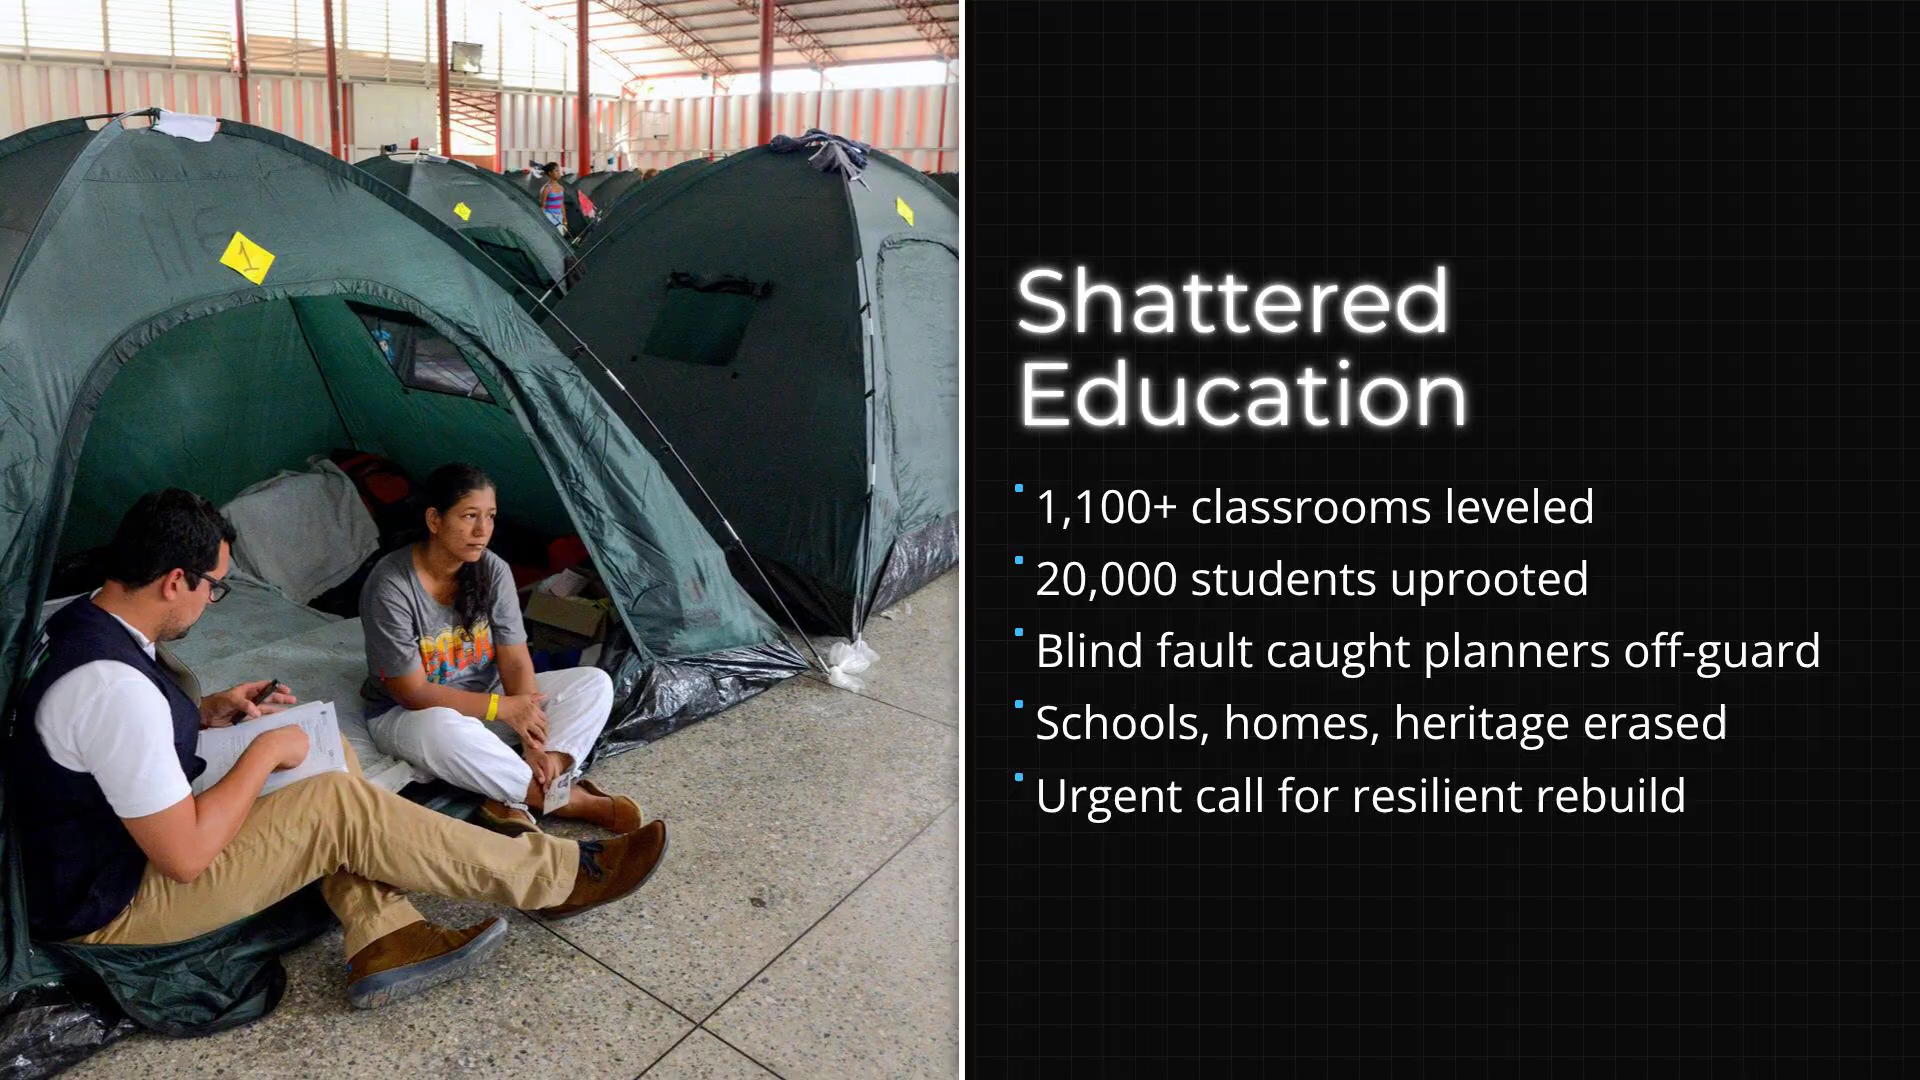 1
Shattered
Education
1,100+ classrooms leveled
20,000 students uprooted
Blind fault caught planners off-guard
Schools, homes, heritage erased
Urgent call for resilient rebuild